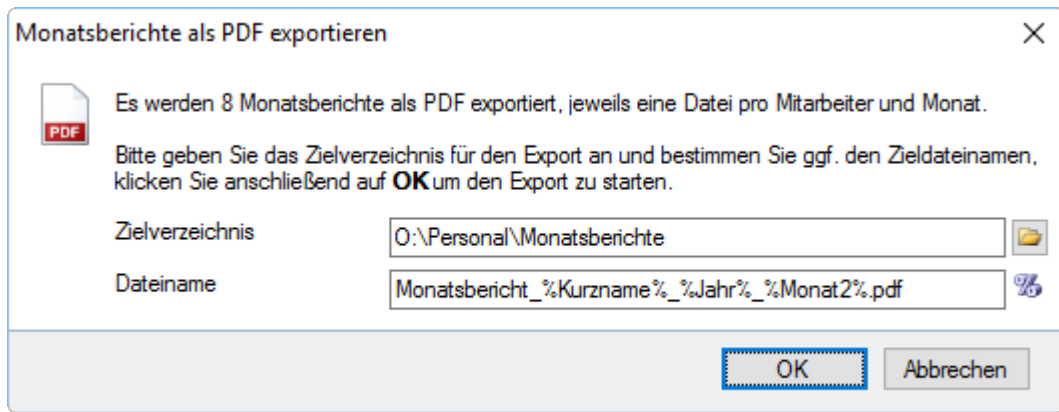 Monatsberichte als PDF exportieren
PDF
Es werden 8 Monatsberichte als PDF exportiert, jeweils eine Datei pro Mitarbeiter und Monat.
Bitte geben Sie das Zielverzeichnis für den Export an und bestimmen Sie ggf. den Zieldateinamen,
klicken Sie anschließend auf OK um den Export zu starten.
Zielverzeichnis O:\Personal\Monatsberichte
Dateiname Monatsbericht_%Kurzname%_%Jahr%_%Monat2%.pdf
OK Abbrechen